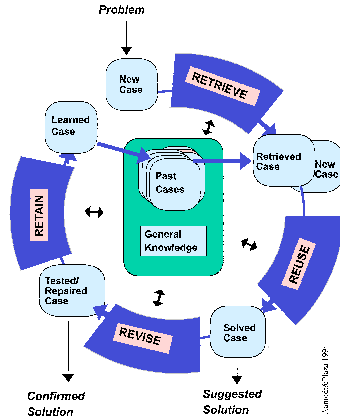 Problem
New
Case
RETRIEVE
Learned
Case
Retrieved
Case
New
Case
Past
Cases
RETAIN
General
Knowledge
REUSE
Tested/
Repaired
Case
REVISE
Solved
Case
Confirmed
Solution
Suggested
Solution